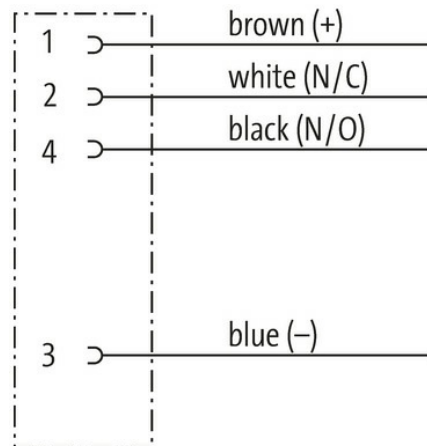 1 brown (+)
2 white (N/C)
4 black (N/O)
3 blue (–)